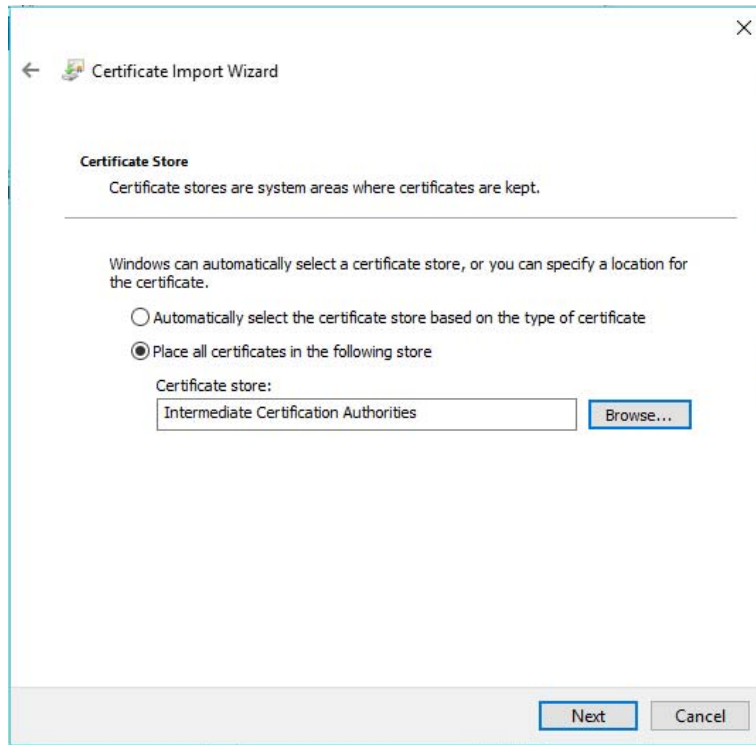 Certificate Import Wizard
Certificate Store
Certificate stores are system areas where certificates are kept.
Windows can automatically select a certificate store, or you can specify a location for
the certificate.
Automatically select the certificate store based on the type of certificate
Place all certificates in the following store
Certificate store:
Intermediate Certification Authorities
Browse...
Next
Cancel